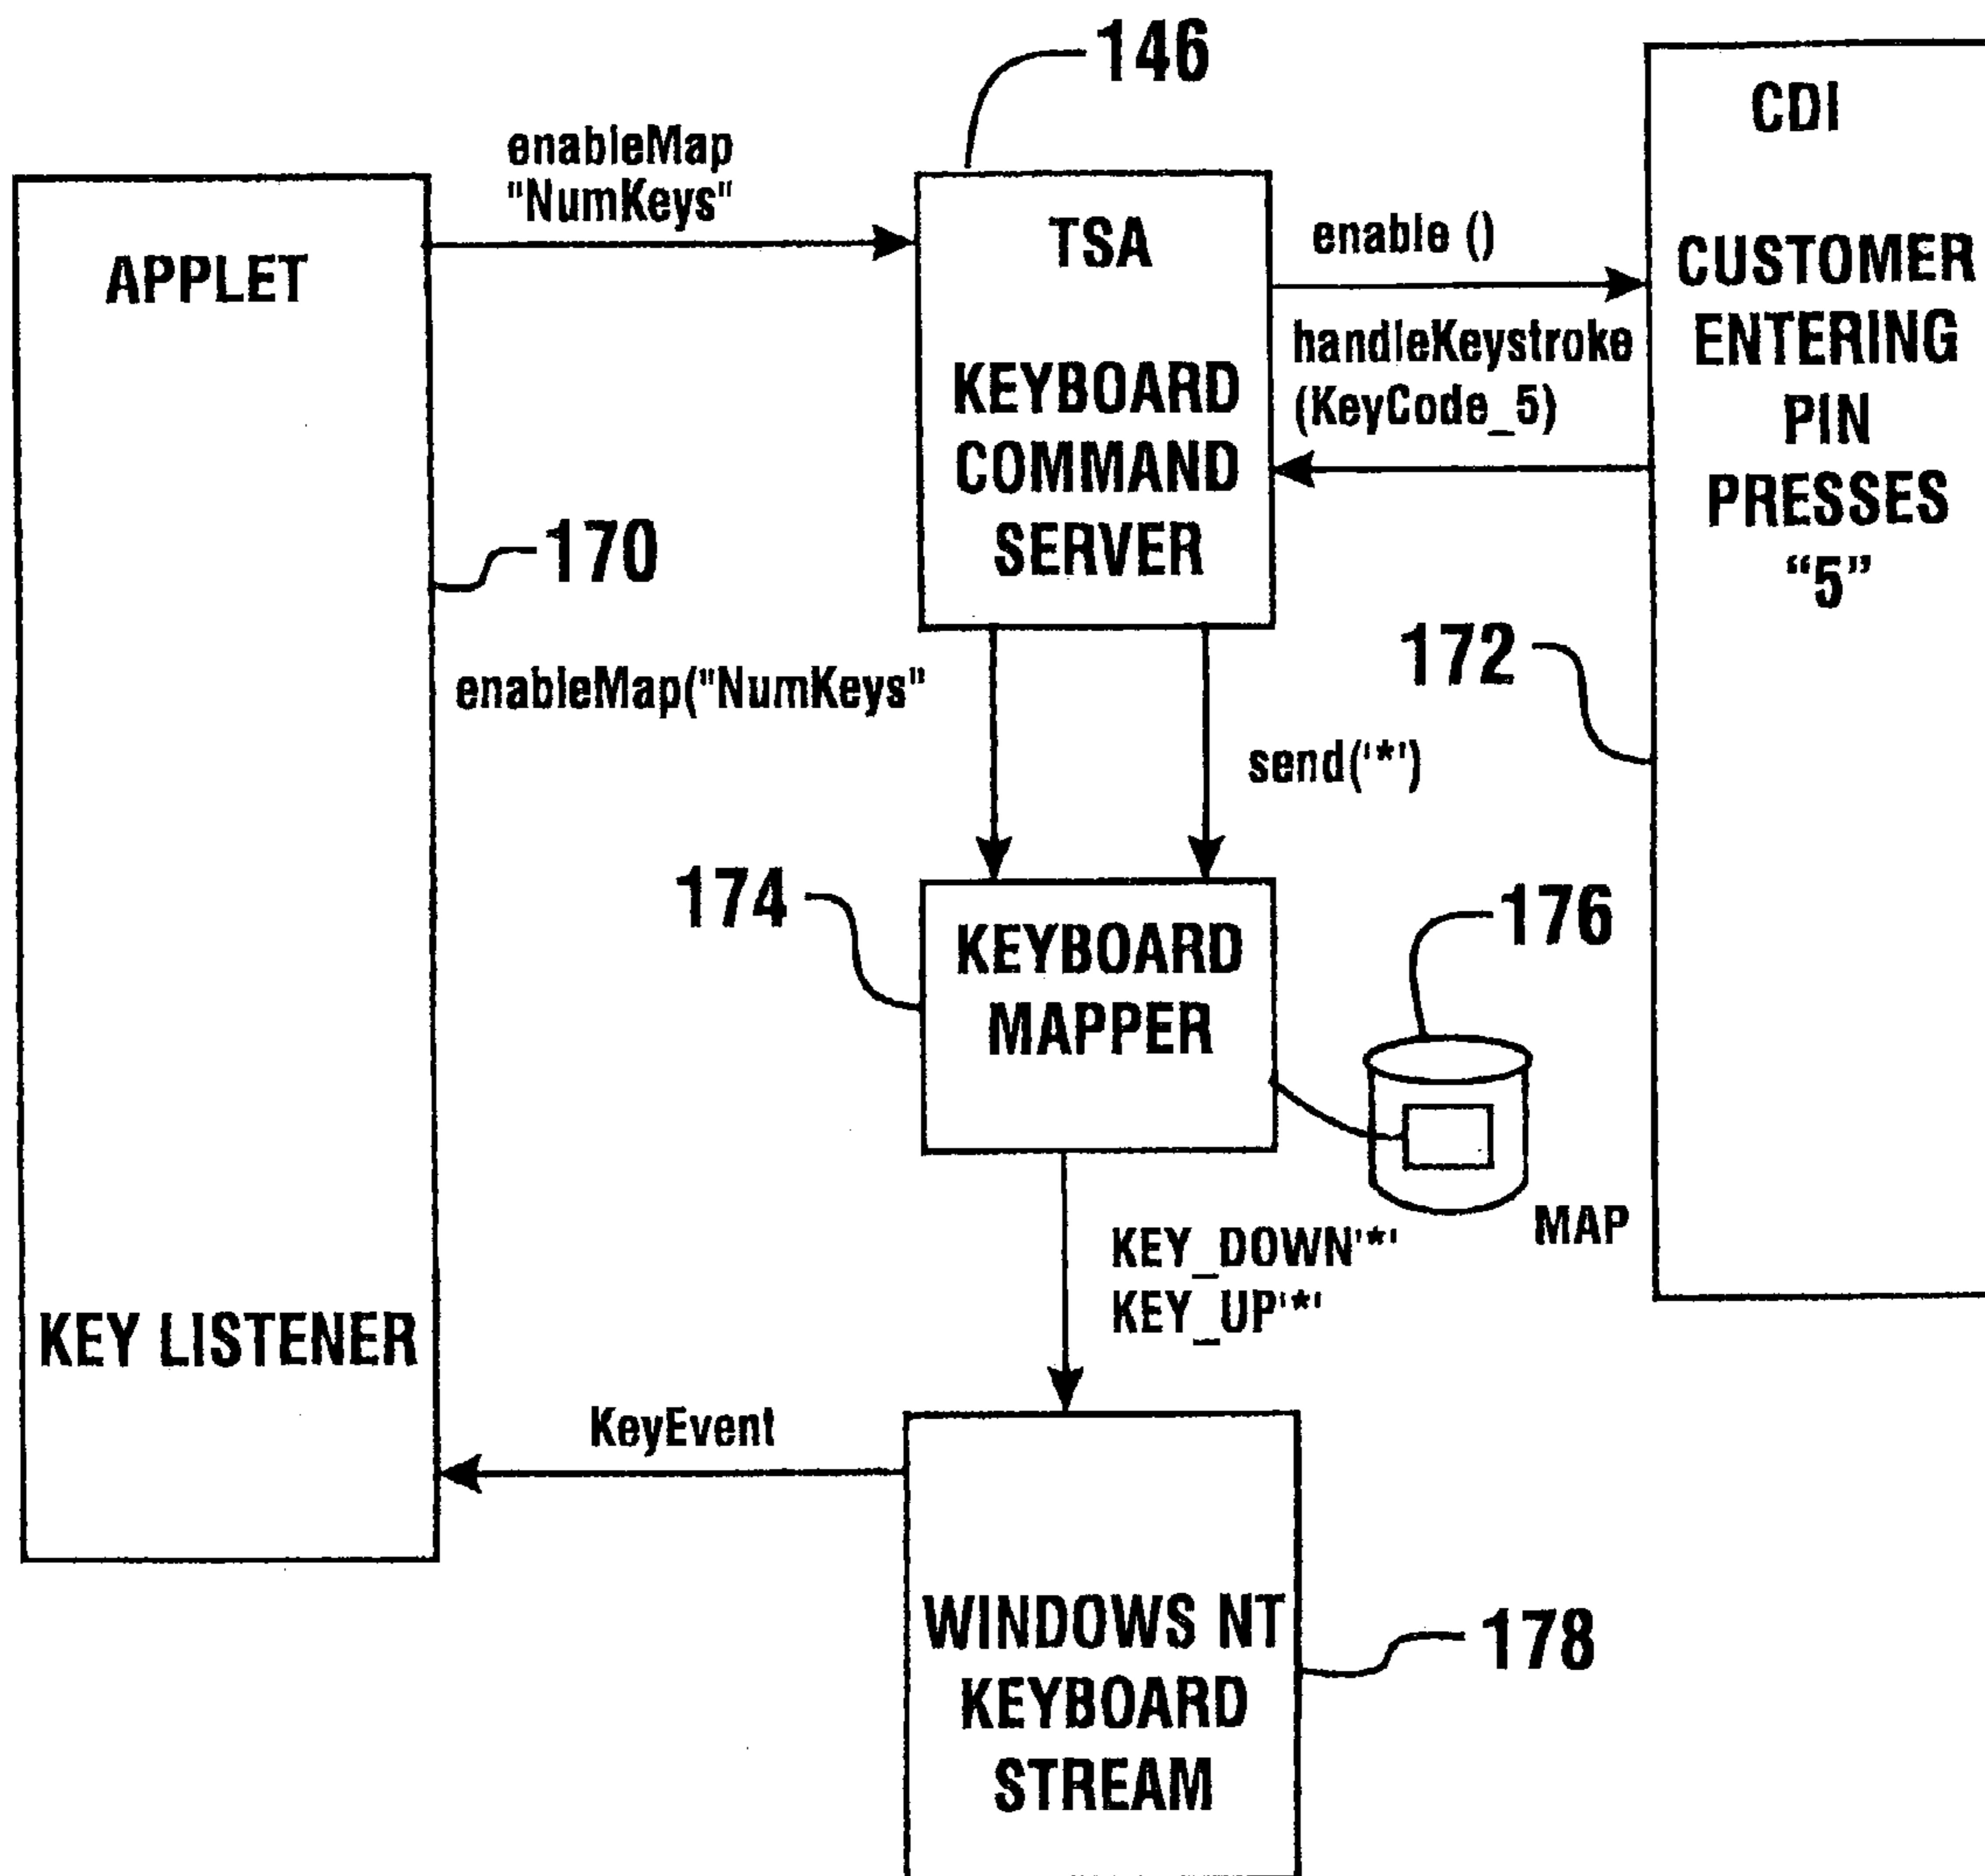 146
CDI
enableMap
"NumKeys"
APPLET
TSA
enable ()
CUSTOMER
ENTERING
PIN
PRESSES
“5”
handleKeystroke
(KeyCode_5)
KEYBOARD
COMMAND
SERVER
170
172
enableMap("NumKeys"
send('*')
174
176
KEYBOARD
MAPPER
MAP
KEY_DOWN'*'
KEY_UP'*'
KEY LISTENER
KeyEvent
WINDOWS NT
KEYBOARD
STREAM
178